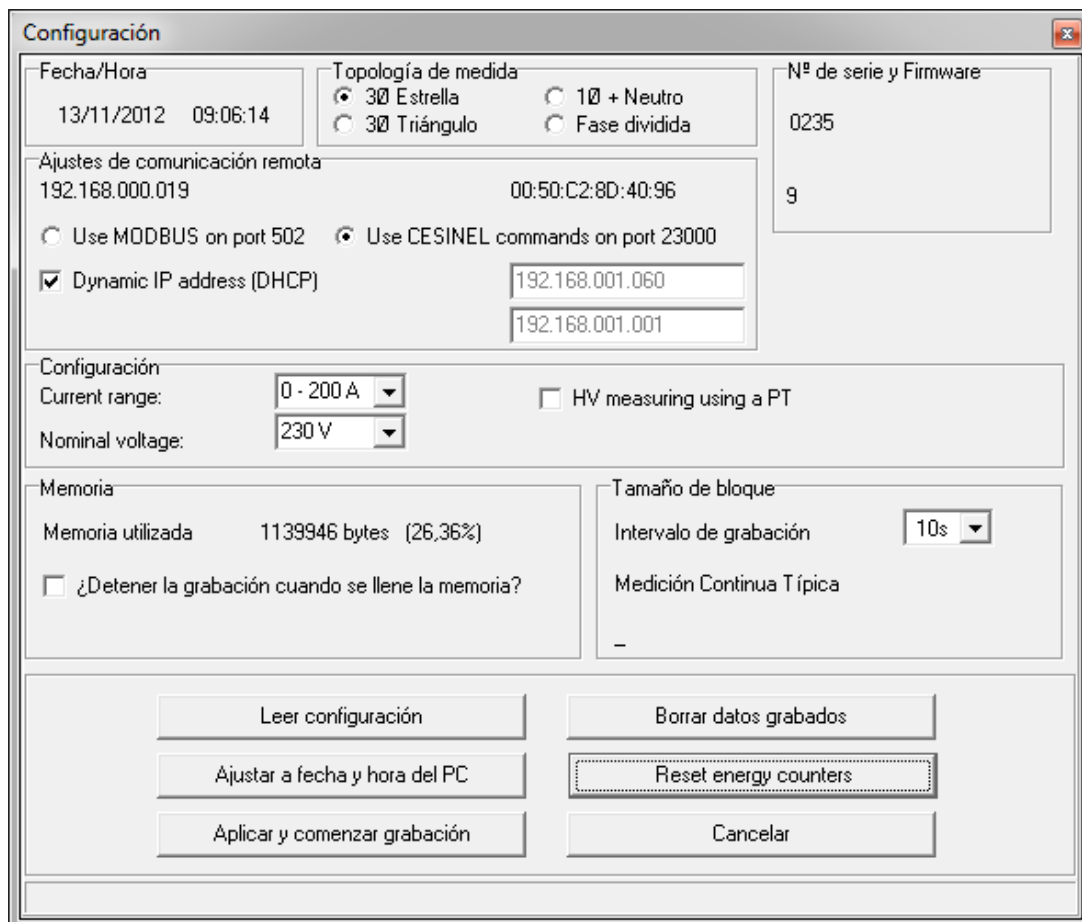 Configuración
Fecha/Hora
13/11/2012 09:06:14
Topología de medida
3Ø Estrella 1Ø + Neutro
3Ø Triángulo Fase dividida
Nº de serie y Firmware
0235
9
Ajustes de comunicación remota
192.168.000.019 00:50:C2:8D:40:96
Use MODBUS on port 502 Use CESINEL commands on port 23000
Dynamic IP address (DHCP) 192.168.001.060
192.168.001.001
Configuración
Current range: 0 - 200 A HV measuring using a PT
Nominal voltage: 230 V
Memoria
Memoria utilizada 1139946 bytes (26,36%)
¿Detener la grabación cuando se llene la memoria?
Tamaño de bloque
Intervalo de grabación 10s
Medición Continua Típica
_
Leer configuración Borrar datos grabados
Ajustar a fecha y hora del PC Reset energy counters
Aplicar y comenzar grabación Cancelar